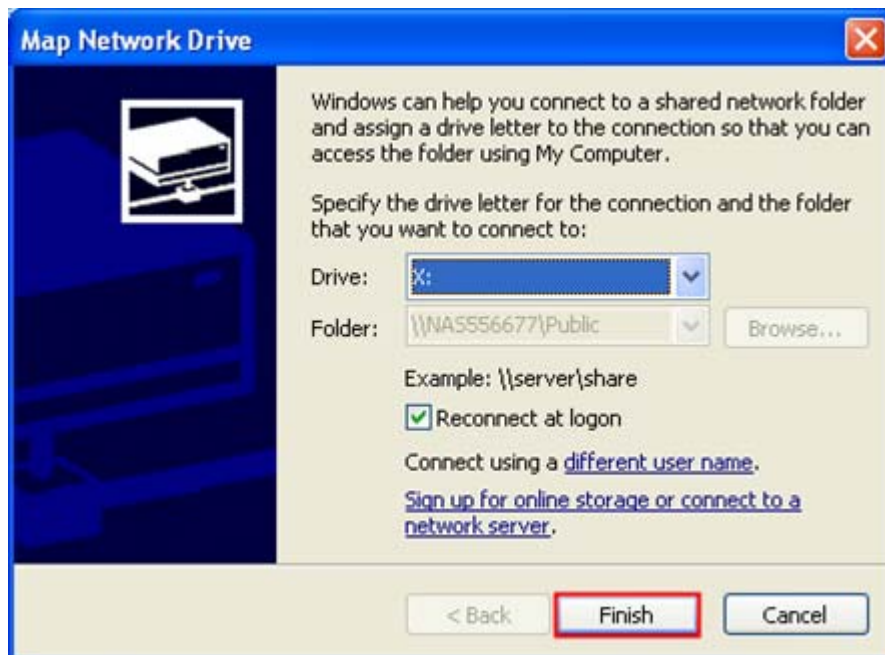 Map Network Drive
Windows can help you connect to a shared network folder
and assign a drive letter to the connection so that you can
access the folder using My Computer.
Specify the drive letter for the connection and the folder
that you want to connect to:
Drive: X:
Folder: \\NAS556677\Public Browse...
Example: \\server\share
Reconnect at logon
Connect using a different user name.
Sign up for online storage or connect to a
network server.
< Back Finish Cancel